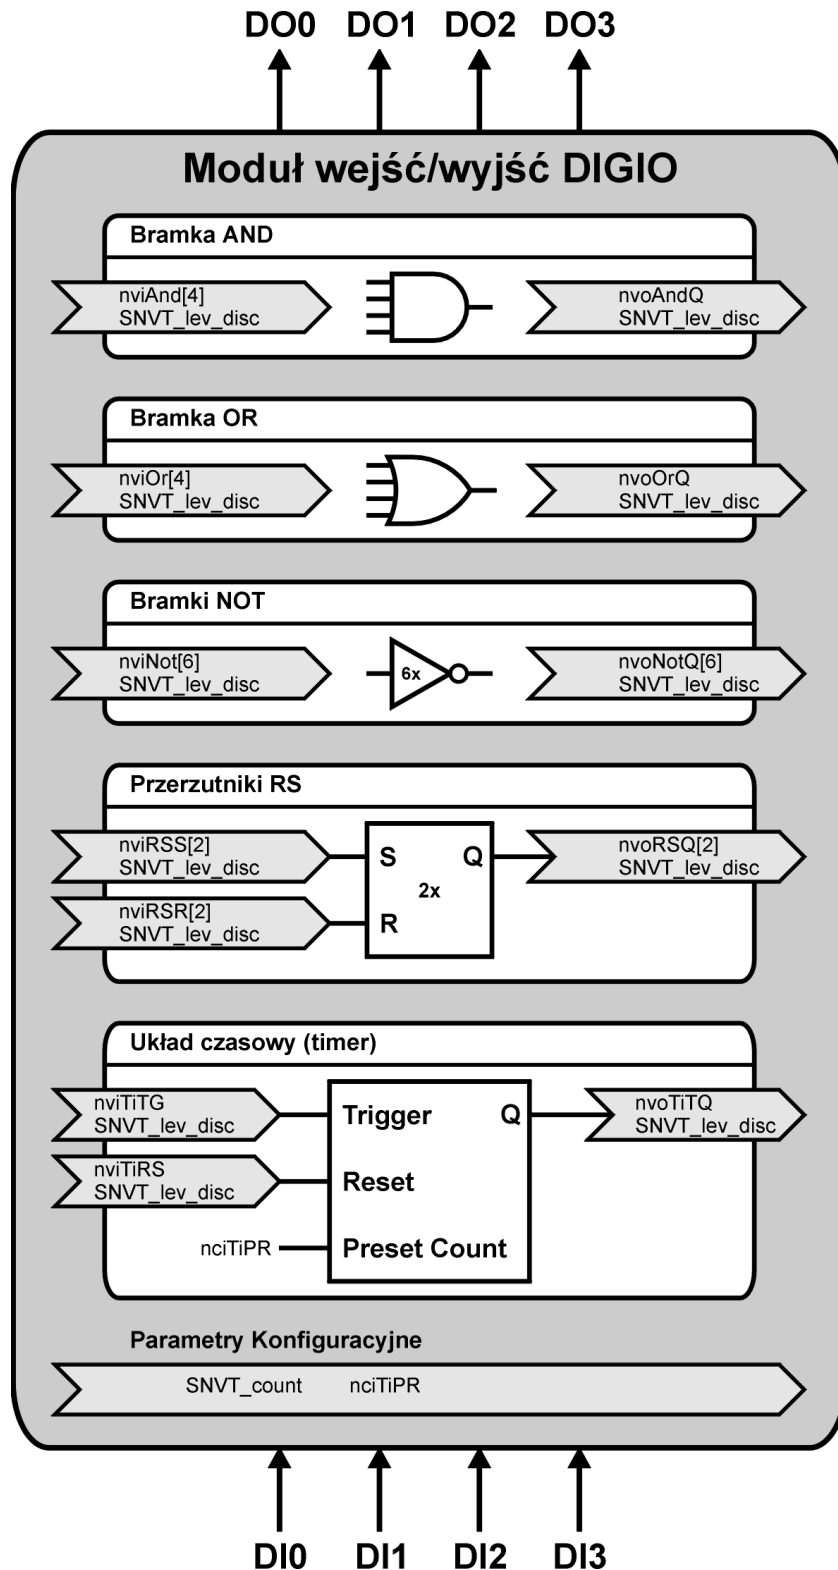 DO0 DO1 DO2 DO3
Moduł wejść/wyjść DIGIO
Bramka AND
nviAnd[4]
SNVT_lev_disc
nvoAndQ
SNVT_lev_disc
Bramka OR
nviOr[4]
SNVT_lev_disc
nvoOrQ
SNVT_lev_disc
Bramki NOT
nviNot[6]
SNVT_lev_disc
6x
nvoNotQ[6]
SNVT_lev_disc
Przerzutniki RS
nviRSS[2]
SNVT_lev_disc
S Q
nvoRSQ[2]
SNVT_lev_disc
2x
nviRSR[2]
SNVT_lev_disc
R
Układ czasowy (timer)
nviTiTG
SNVT_lev_disc
Trigger Q
nvoTiTQ
SNVT_lev_disc
nviTiRS
SNVT_lev_disc
Reset
nciTiPR
Preset Count
Parametry Konfiguracyjne
SNVT_count nciTiPR
DI0 DI1 DI2 DI3